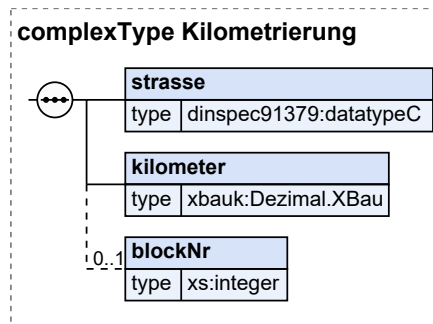 complexType Kilometrierung
strasse
type dinspec91379:datatypeC
kilometer
type xbauk:Dezimal.XBau
0..1 blockNr
type xs:integer